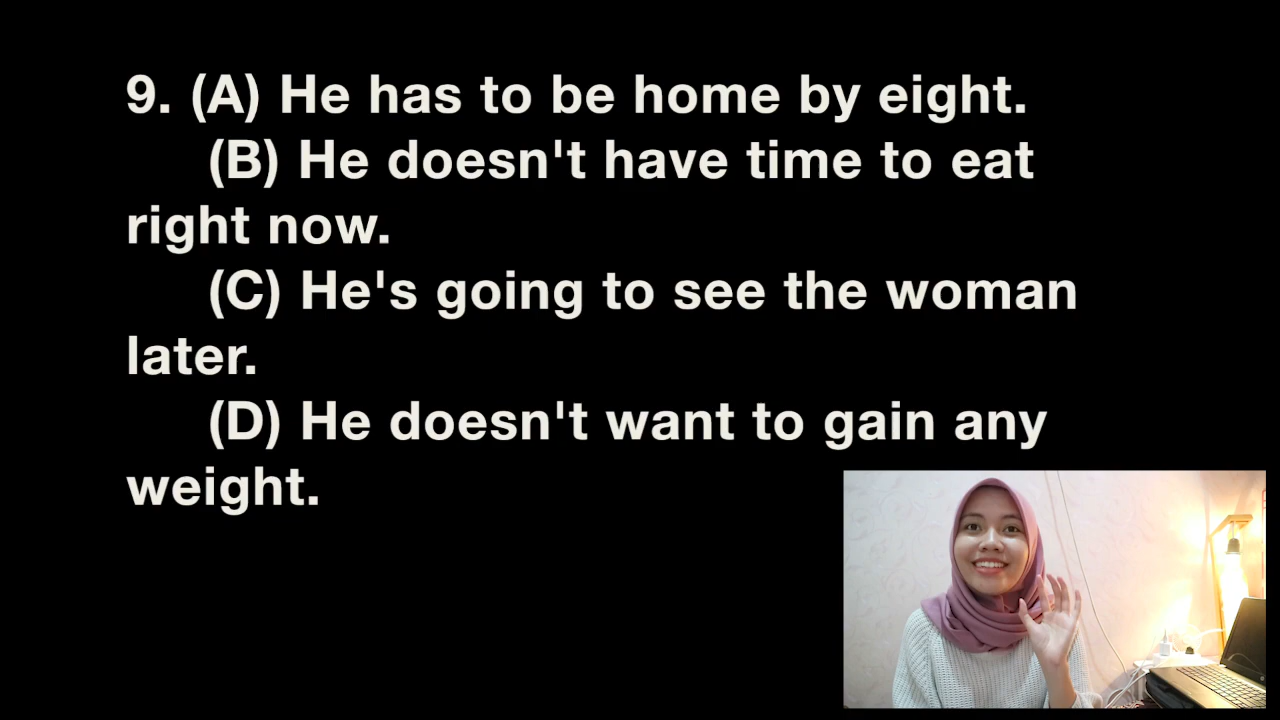 9. (A) He has to be home by eight.
(B) He doesn't have time to eat
right now.
(C) He's going to see the woman
later.
(D) He doesn't want to gain any
weight.